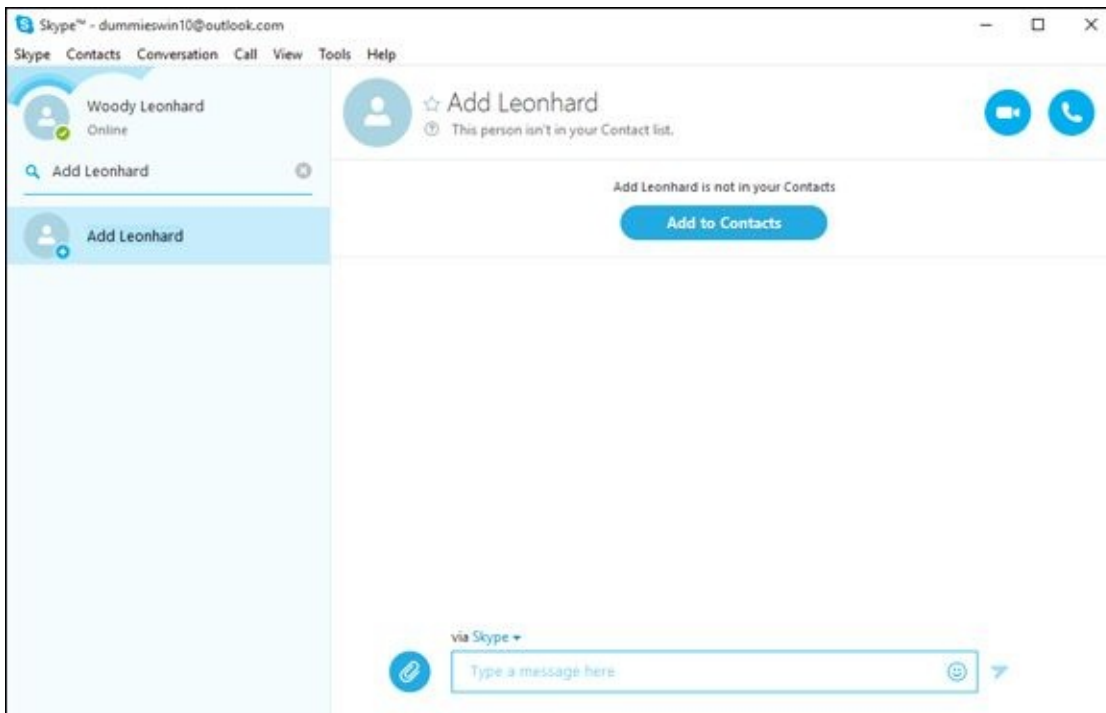 Skype™ - dummieswin10@outlook.com
Skype Contacts Conversation Call View Tools Help
Woody Leonhard
Online
Add Leonhard
Add Leonhard
Add Leonhard
This person isn't in your Contact list.
Add Leonhard is not in your Contacts
Add to Contacts
via Skype
Type a message here